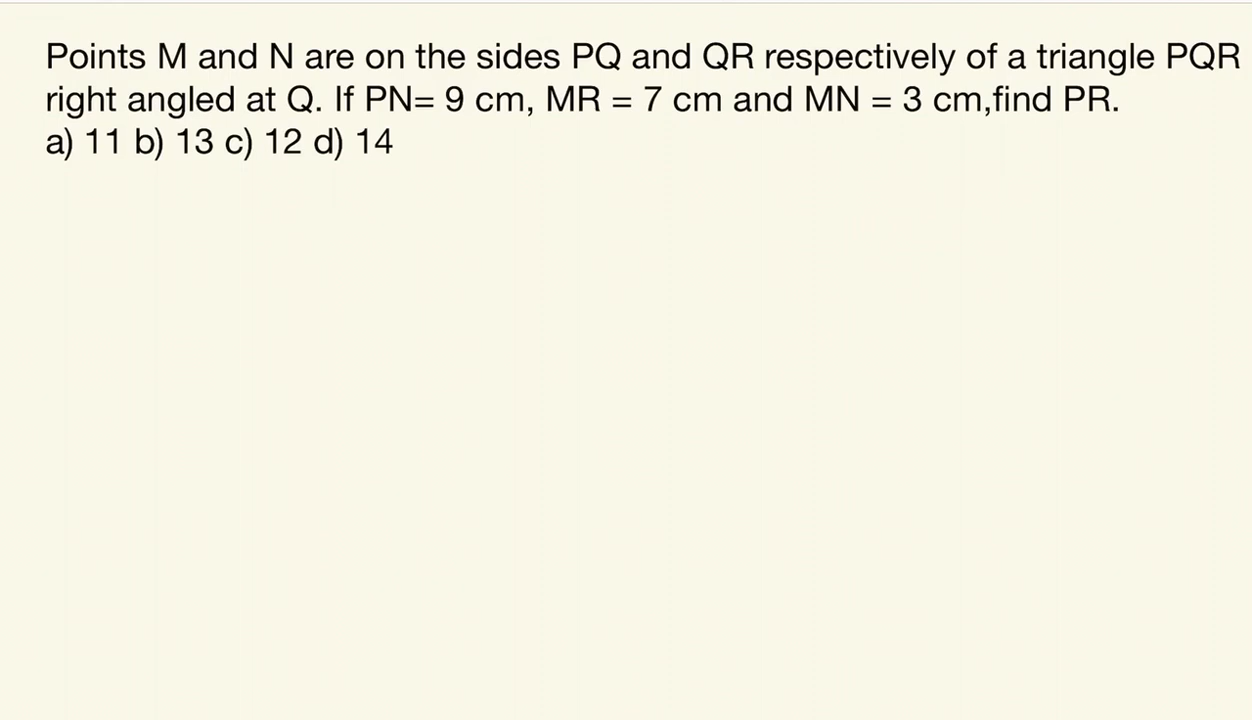 Points M and N are on the sides PQ and QR respectively of a triangle PQR
right angled at Q. If PN= 9 cm, MR = 7 cm and MN = 3 cm,find PR.
a) 11 b) 13 c) 12 d) 14